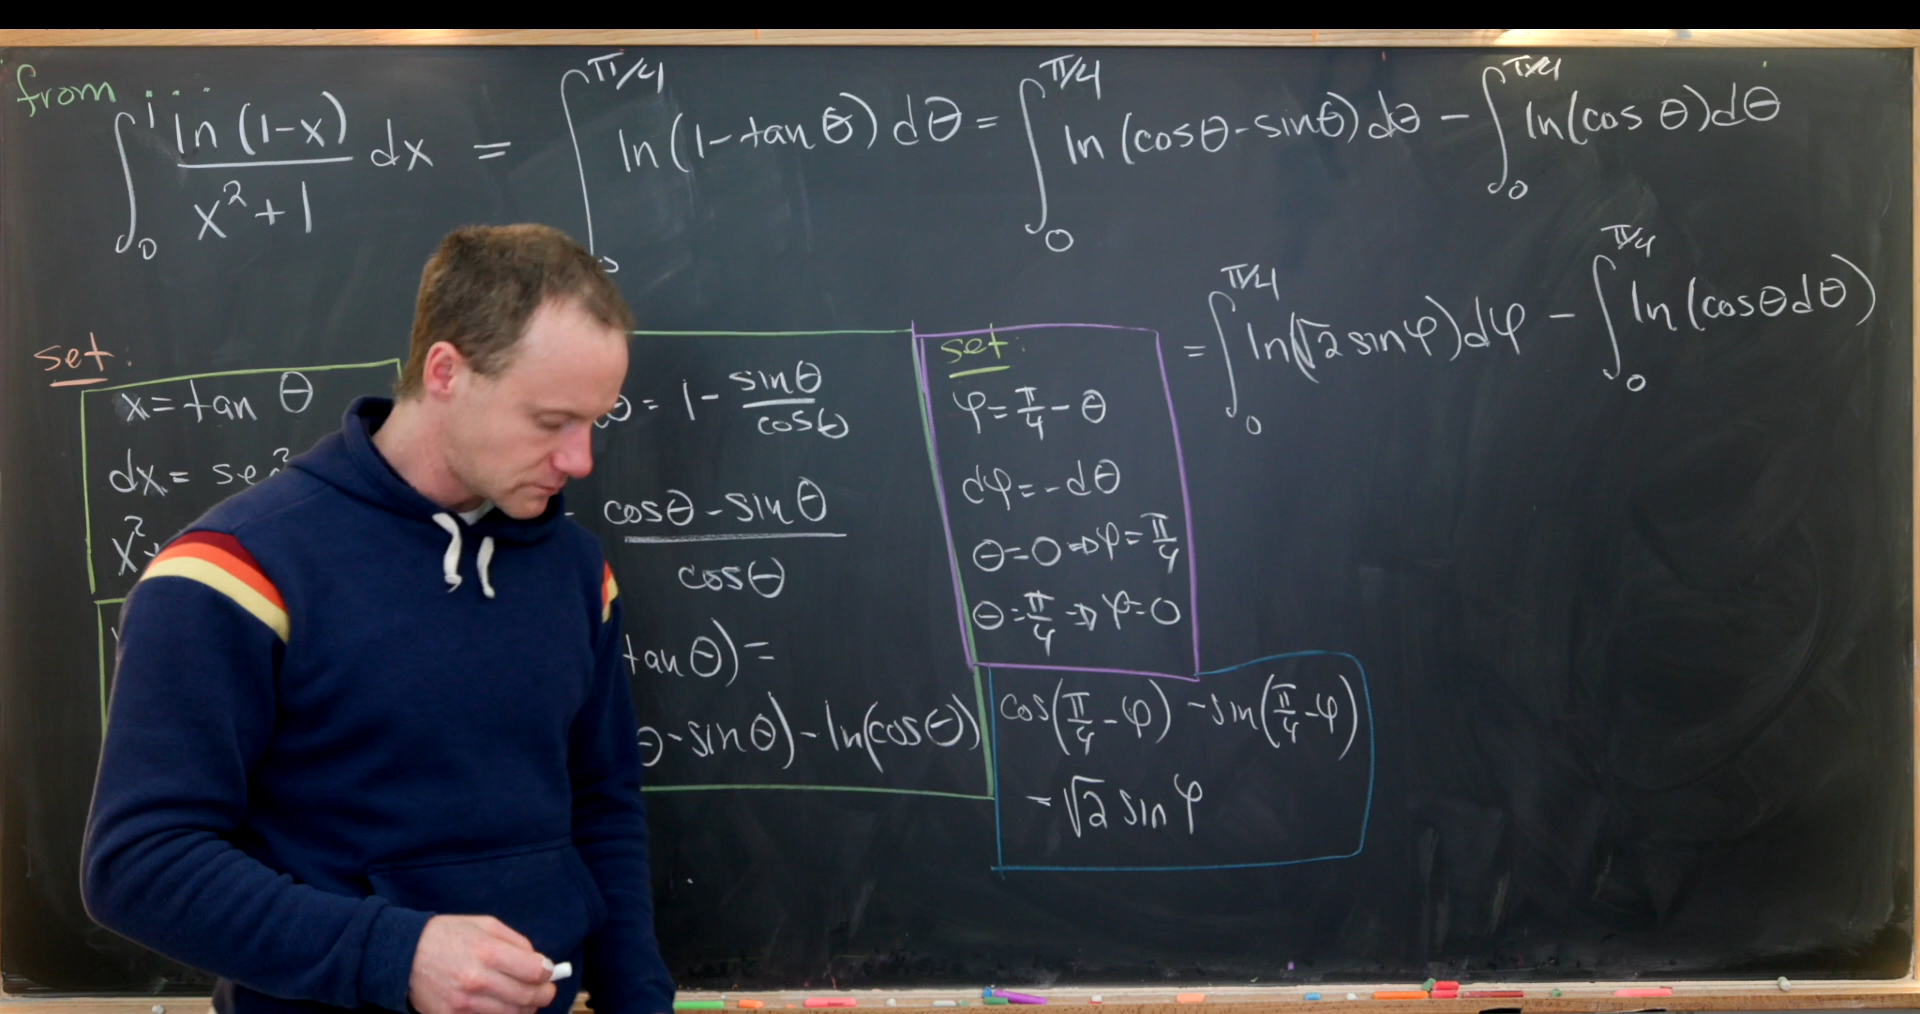 from...
∫₀¹ ln(1-x)/(x²+1) dx = ∫₀^{π/4} ln(1-tanθ)dθ = ∫₀^{π/4} ln(cosθ-sinθ)dθ - ∫₀^{π/4} ln(cosθ)dθ
= ∫₀^{π/4} ln(√2 sinφ)dφ - ∫₀^{π/4} ln(cosθdθ)
set:
x=tan θ
dx= sec²
x²+
θ = 1- sinθ/cosθ
cosθ-sinθ/cosθ
tanθ)=
θ-sinθ)-ln(cosθ)
set:
φ=π/4-θ
dφ=-dθ
θ=0⇒φ=π/4
θ=π/4⇒φ=0
cos(π/4-φ)-sin(π/4-φ)
=√2 sinφ